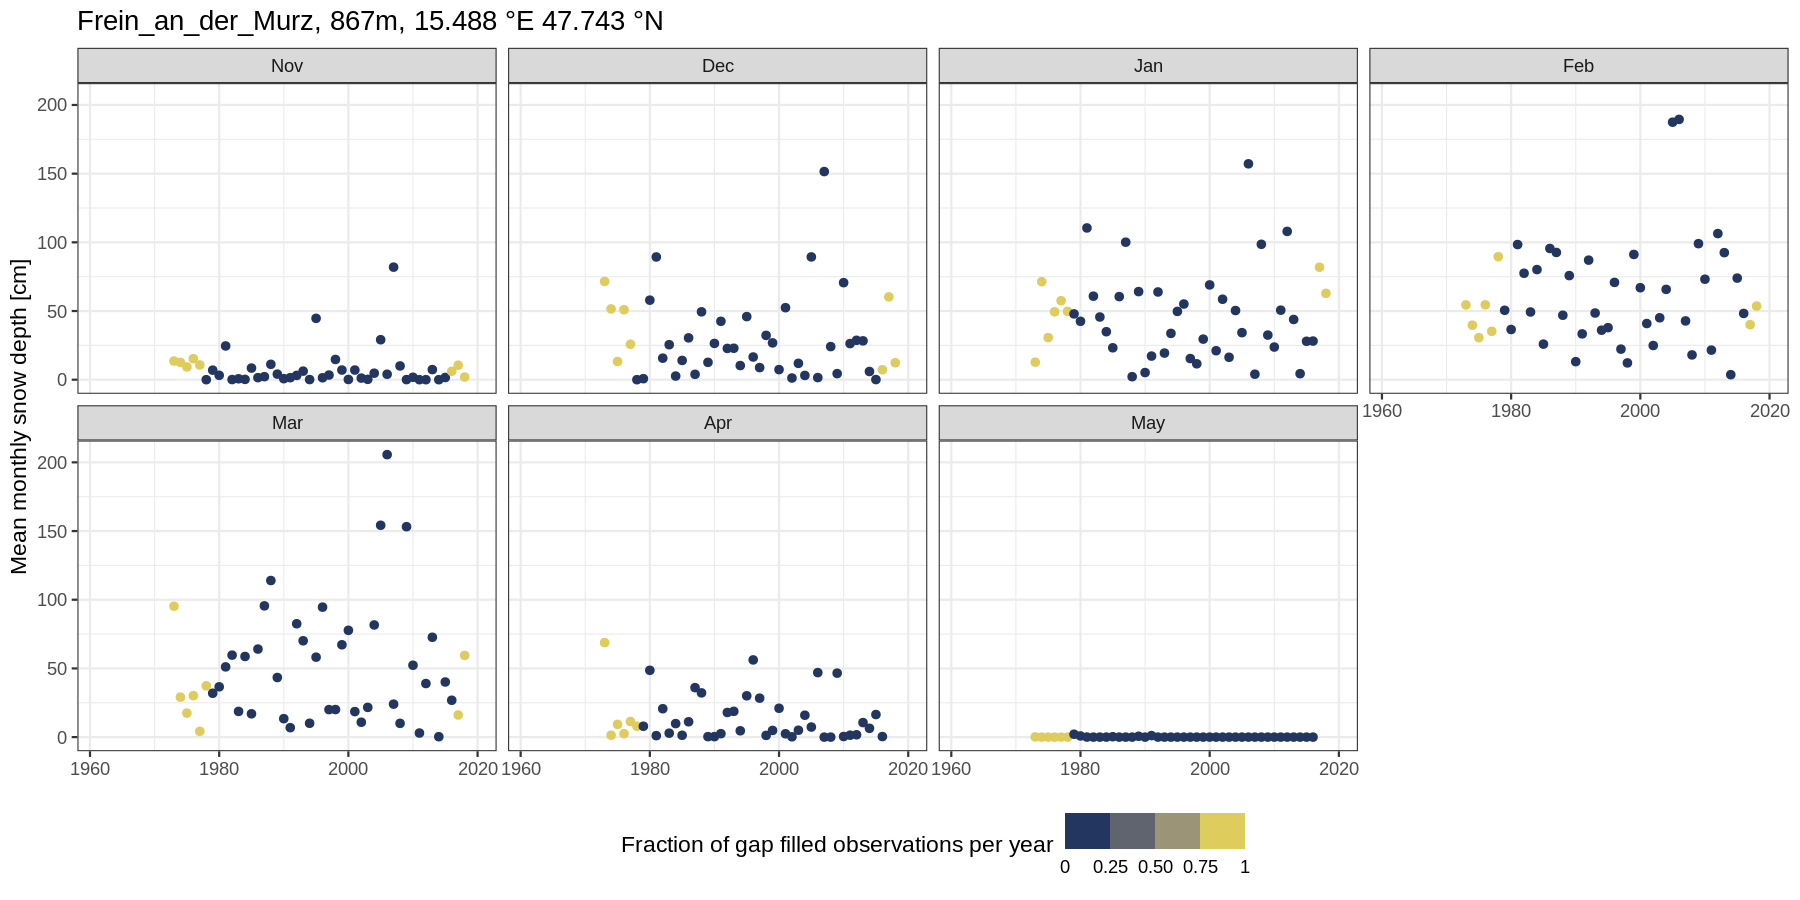 Frein_an_der_Murz, 867m, 15.488 °E 47.743 °N
Nov
Dec
Jan
Feb
200
150
100
50
0
1960 1980 2000 2020
Mar
Apr
May
200
150
100
50
0
1960 1980 2000 2020
1960 1980 2000 2020
1960 1980 2000 2020
Mean monthly snow depth [cm]
Fraction of gap filled observations per year
0 0.25 0.50 0.75 1